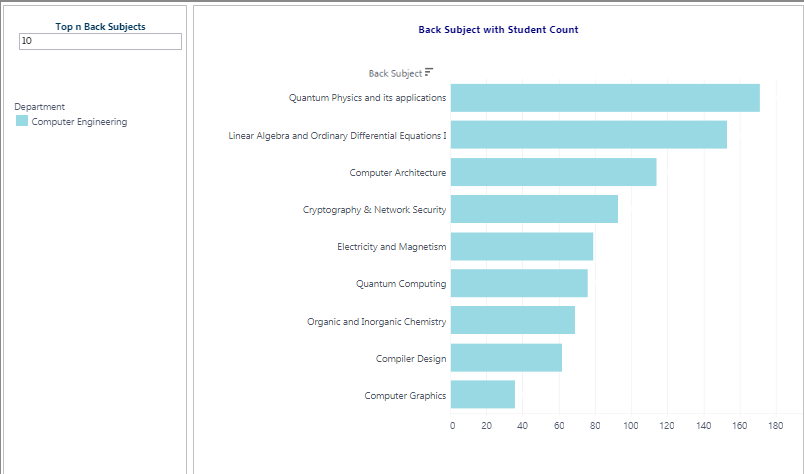 Top n Back Subjects
10
Department
Computer Engineering
Back Subject with Student Count
Back Subject
Quantum Physics and its applications
Linear Algebra and Ordinary Differential Equations I
Computer Architecture
Cryptography & Network Security
Electricity and Magnetism
Quantum Computing
Organic and Inorganic Chemistry
Compiler Design
Computer Graphics
0 20 40 60 80 100 120 140 160 180